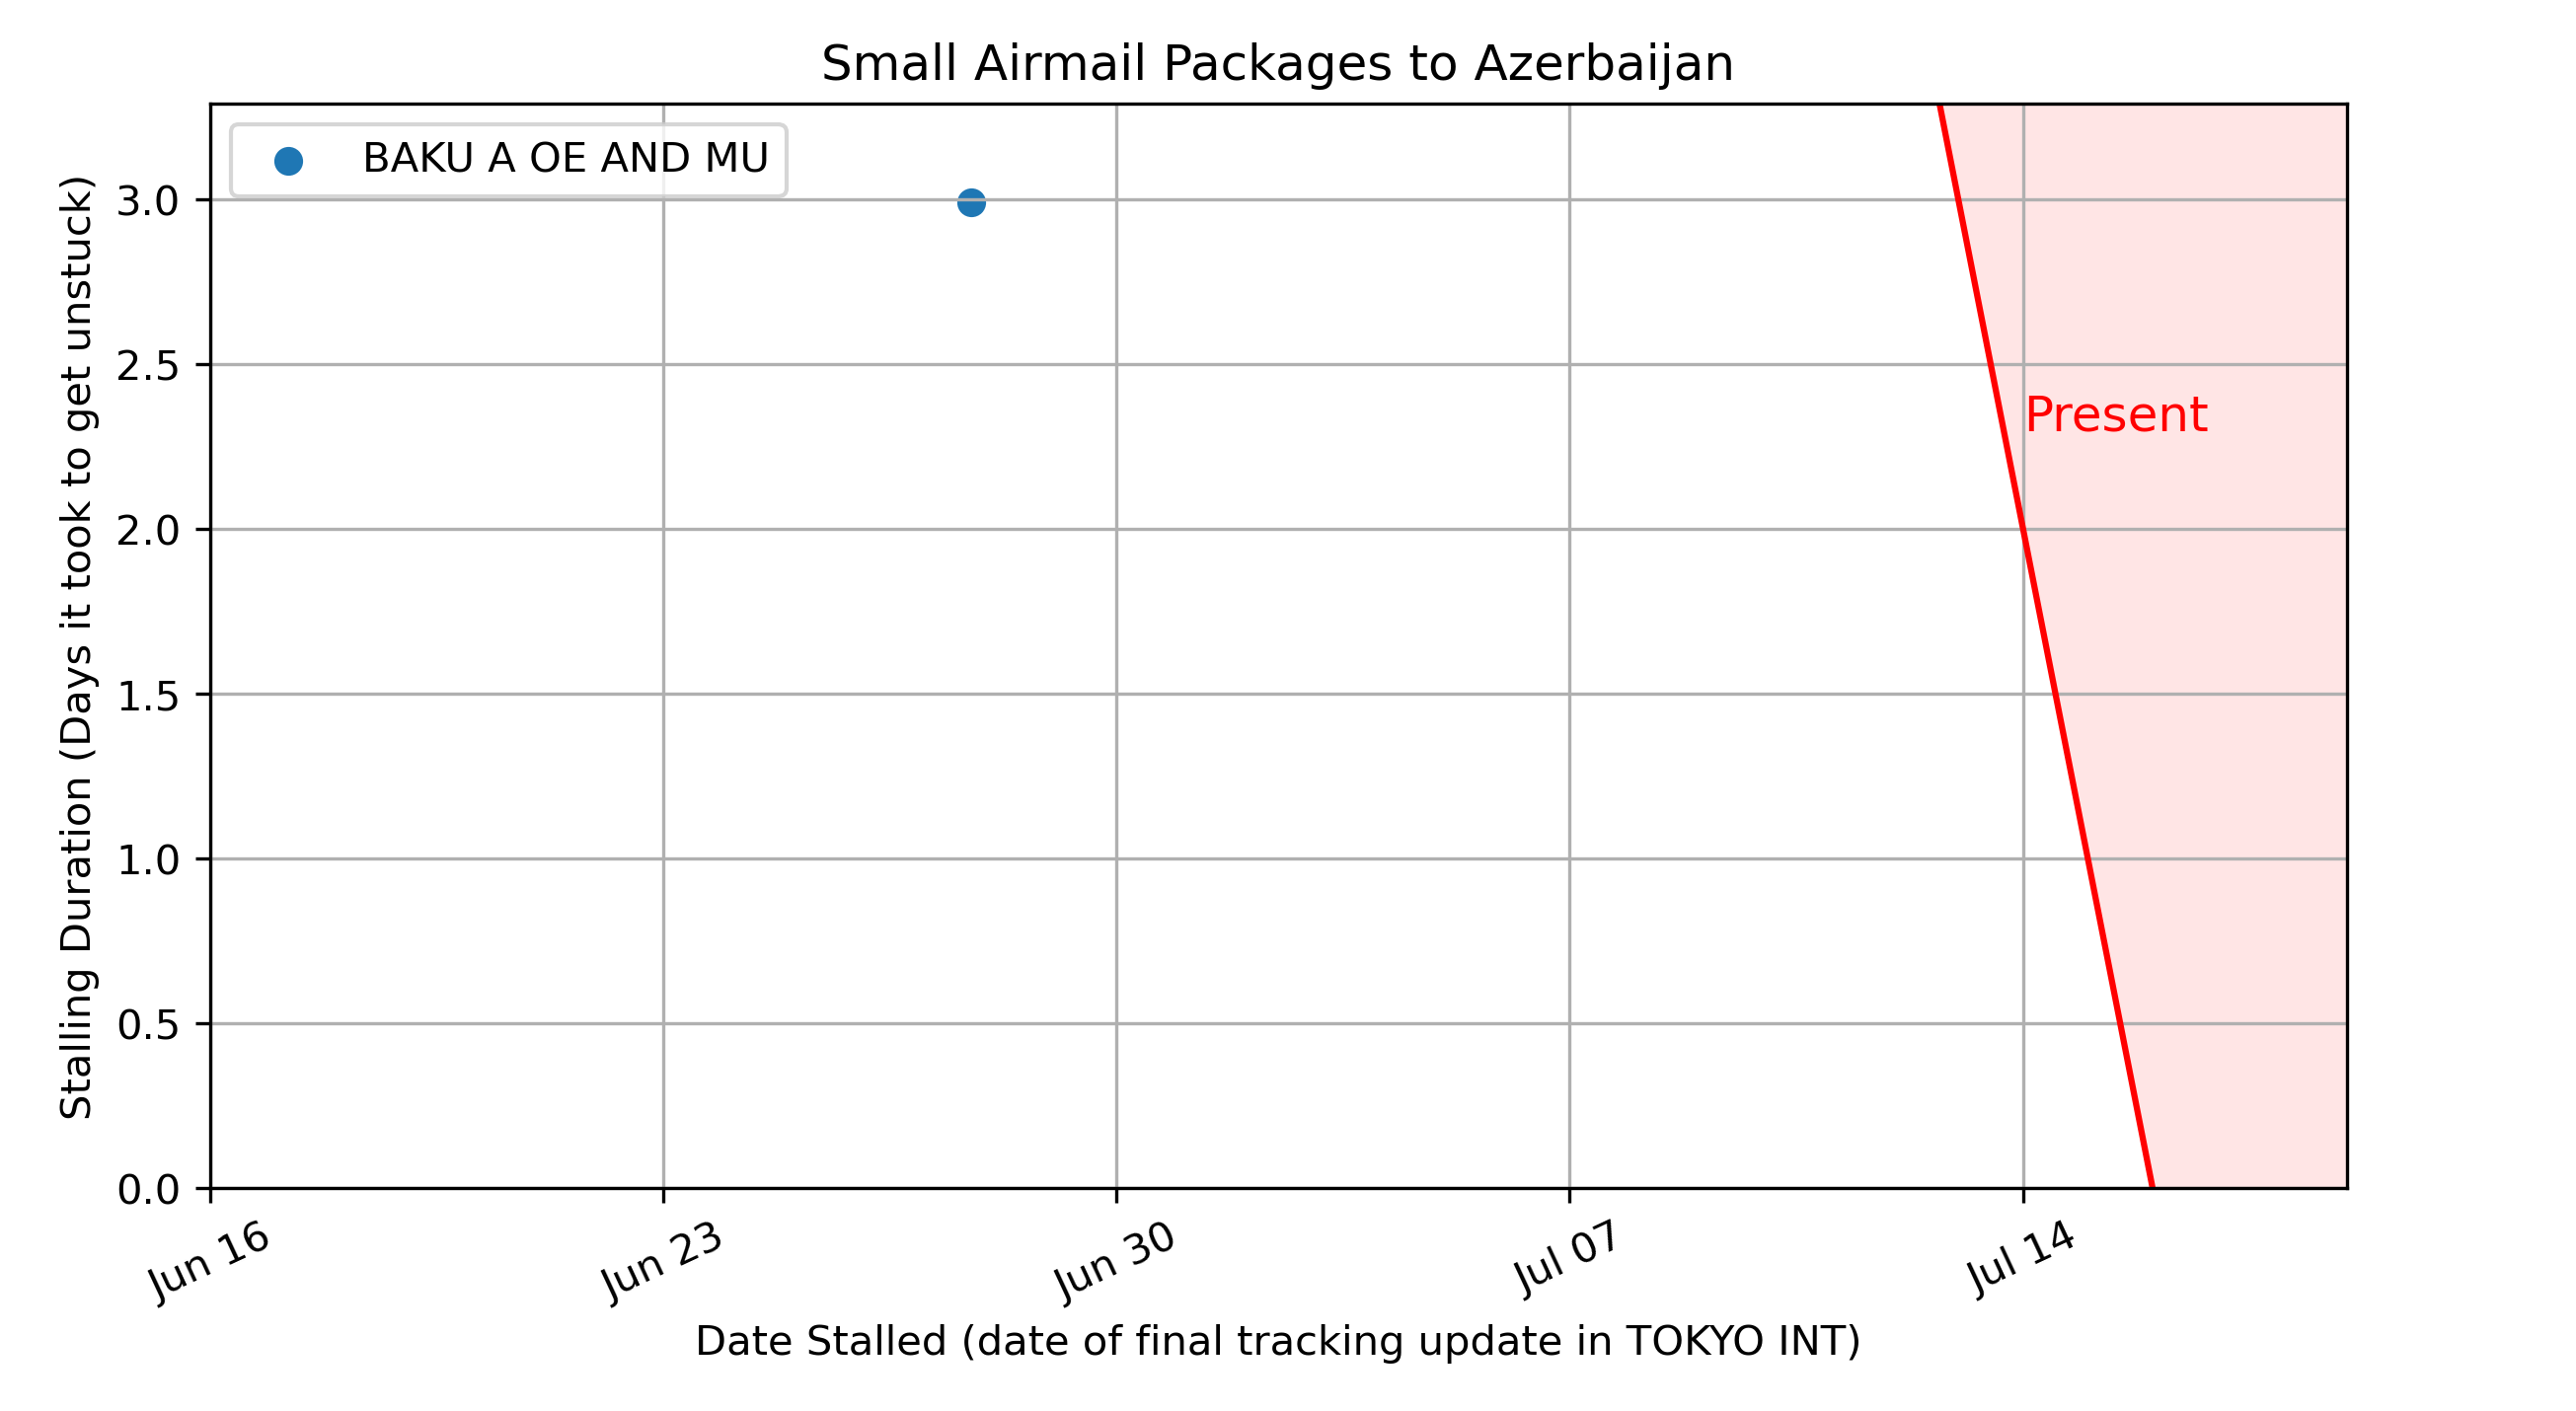 Small Airmail Packages to Azerbaijan
BAKU A OE AND MU
Stalling Duration (Days it took to get unstuck)
3.0
2.5
2.0
1.5
1.0
0.5
0.0
Present
Jun 16
Jun 23
Jun 30
Jul 07
Jul 14
Date Stalled (date of final tracking update in TOKYO INT)